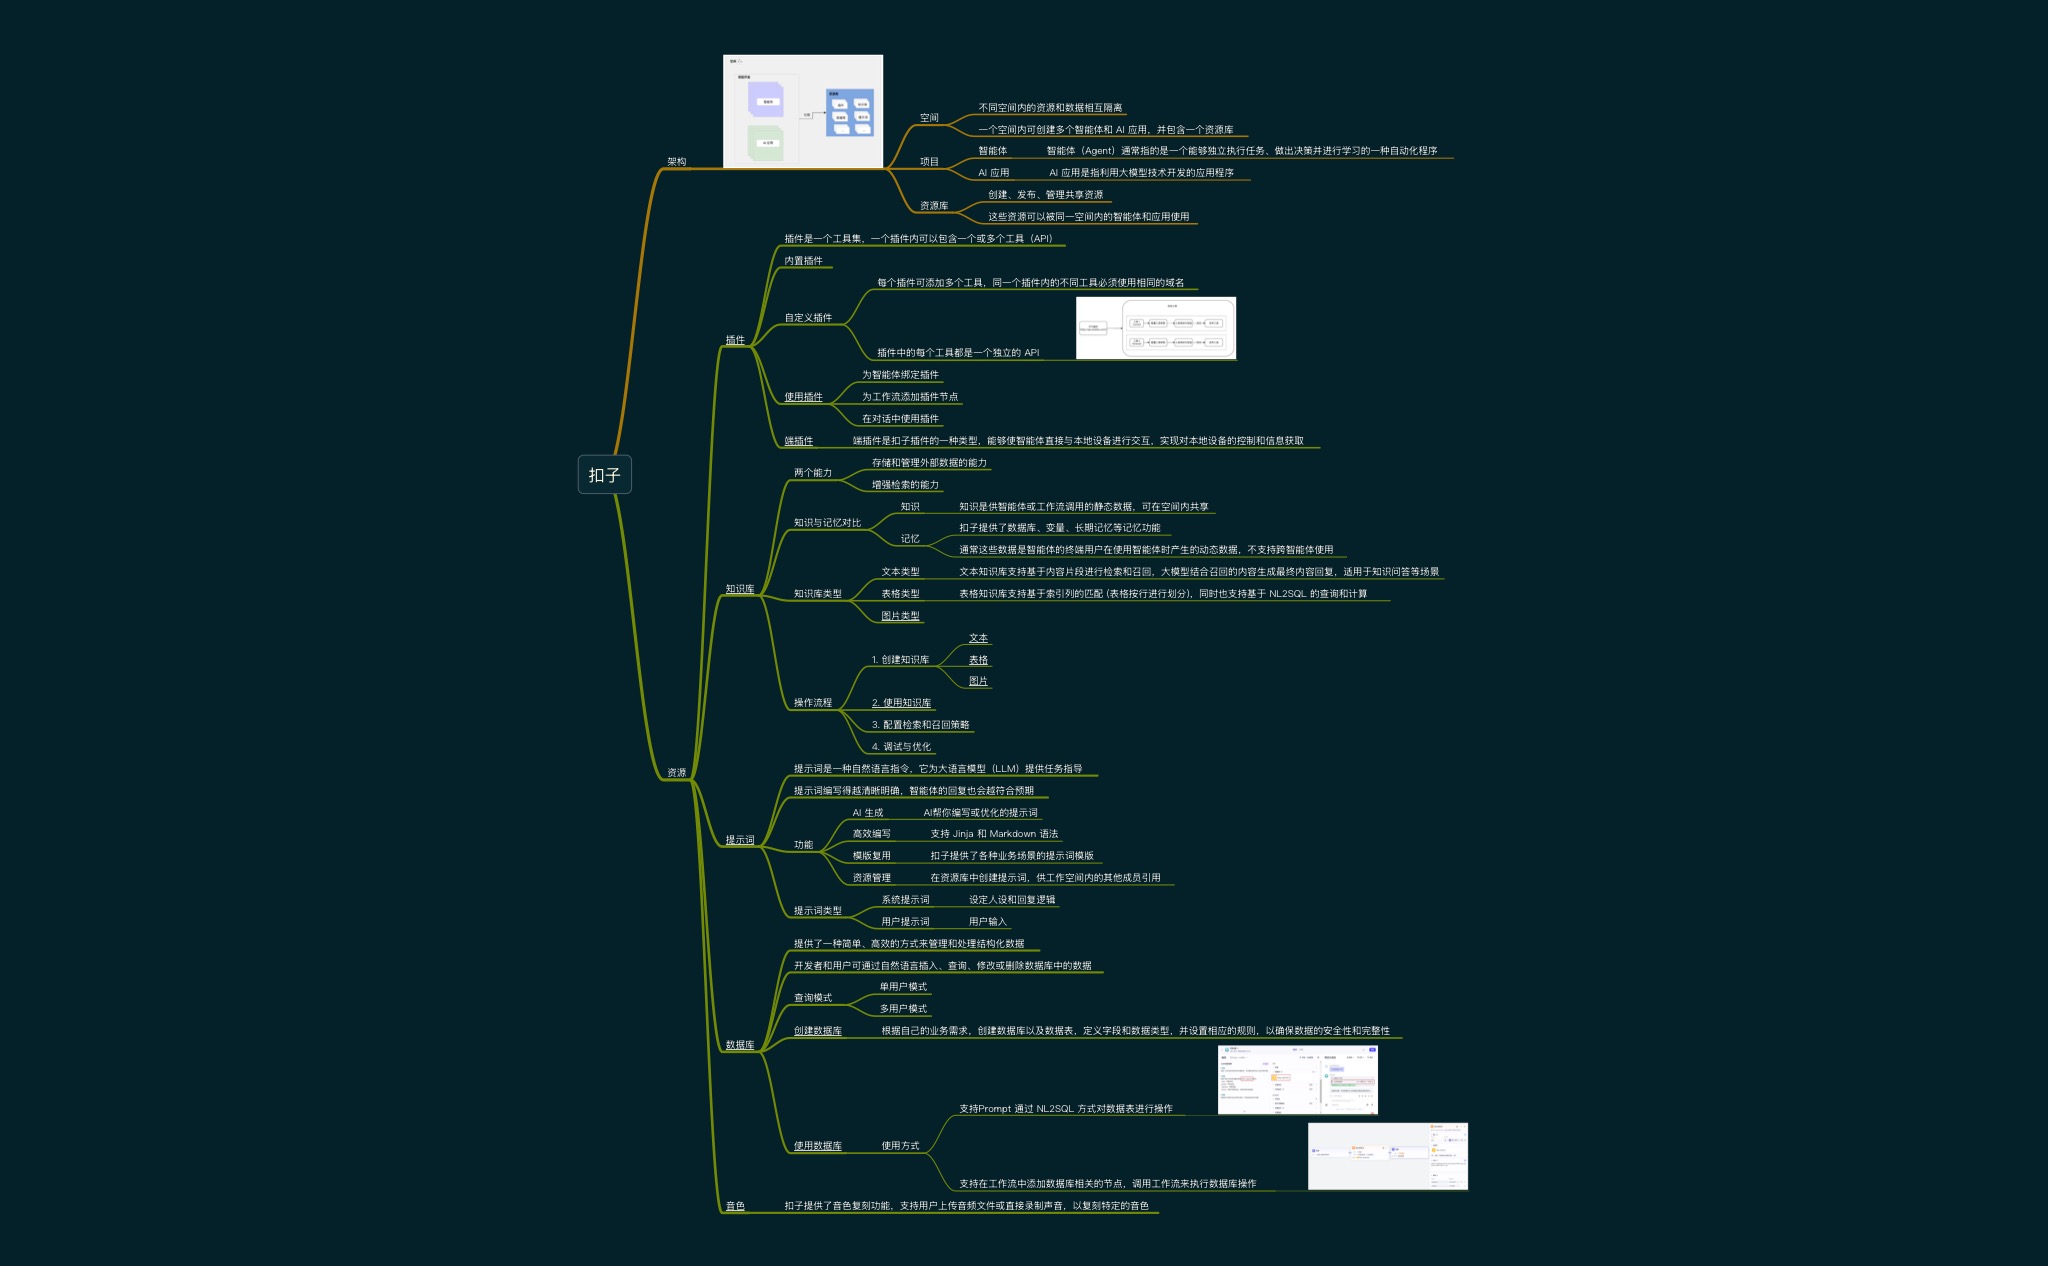 扣子
架构
空间
不同空间内的资源和数据相互隔离
一个空间内可创建多个智能体和 AI 应用，并包含一个资源库
项目
智能体
智能体（Agent）通常指的是一个能够独立执行任务、做出决策并进行学习的一种自动化程序
AI 应用
AI 应用是指利用大模型技术开发的应用程序
资源库
创建、发布、管理共享资源
这些资源可以被同一空间内的智能体和应用使用
资源
插件
插件是一个工具集，一个插件内可以包含一个或多个工具（API）
内置插件
自定义插件
每个插件可添加多个工具，同一个插件内的不同工具必须使用相同的域名
插件中的每个工具都是一个独立的 API
使用插件
为智能体绑定插件
为工作流添加插件节点
在对话中使用插件
端插件
端插件是扣子插件的一种类型，能够使智能体直接与本地设备进行交互，实现对本地设备的控制和信息获取
知识库
两个能力
存储和管理外部数据的能力
增强检索的能力
知识与记忆对比
知识
知识是供智能体或工作流调用的静态数据，可在空间内共享
记忆
扣子提供了数据库、变量、长期记忆等记忆功能
通常这些数据是智能体的终端用户在使用智能体时产生的动态数据，不支持跨智能体使用
知识库类型
文本类型
文本知识库支持基于内容片段进行检索和召回，大模型结合召回的内容生成最终内容回复，适用于知识问答等场景
表格类型
表格知识库支持基于索引列的匹配 (表格按行进行划分)，同时也支持基于 NL2SQL 的查询和计算
图片类型
操作流程
1. 创建知识库
文本
表格
图片
2. 使用知识库
3. 配置检索和召回策略
4. 调试与优化
提示词
提示词是一种自然语言指令，它为大语言模型（LLM）提供任务指导
提示词编写得越清晰明确，智能体的回复也会越符合预期
功能
AI 生成
AI帮你编写或优化的提示词
高效编写
支持 Jinja 和 Markdown 语法
模版复用
扣子提供了各种业务场景的提示词模版
资源管理
在资源库中创建提示词，供工作空间内的其他成员引用
提示词类型
系统提示词
设定人设和回复逻辑
用户提示词
用户输入
数据库
提供了一种简单、高效的方式来管理和处理结构化数据
开发者和用户可通过自然语言插入、查询、修改或删除数据库中的数据
查询模式
单用户模式
多用户模式
创建数据库
根据自己的业务需求，创建数据库以及数据表，定义字段和数据类型，并设置相应的规则，以确保数据的安全性和完整性
使用数据库
使用方式
支持Prompt 通过 NL2SQL 方式对数据表进行操作
支持在工作流中添加数据库相关的节点，调用工作流来执行数据库操作
音色
扣子提供了音色复刻功能，支持用户上传音频文件或直接录制声音，以复刻特定的音色